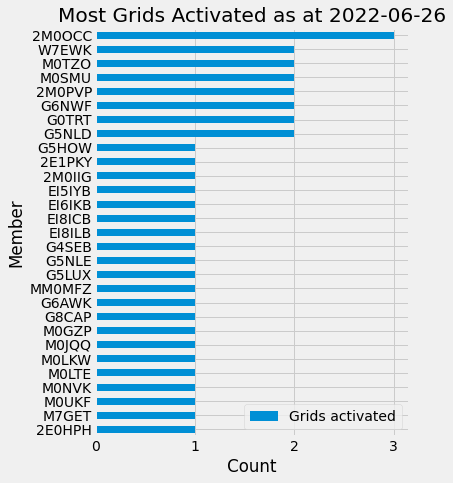 Most Grids Activated as at 2022-06-26
2M0OCC
W7EWK
M0TZO
M0SMU
2M0PVP
G6NWF
G0TRT
G5NLD
G5HOW
2E1PKY
2M0IIG
EI5IYB
EI6IKB
EI8ICB
EI8ILB
G4SEB
G5NLE
G5LUX
MM0MFZ
G6AWK
G8CAP
M0GZP
M0JQQ
M0LKW
M0LTE
M0NVK
M0UKF
M7GET
2E0HPH
Member
Grids activated
0 1 2 3
Count